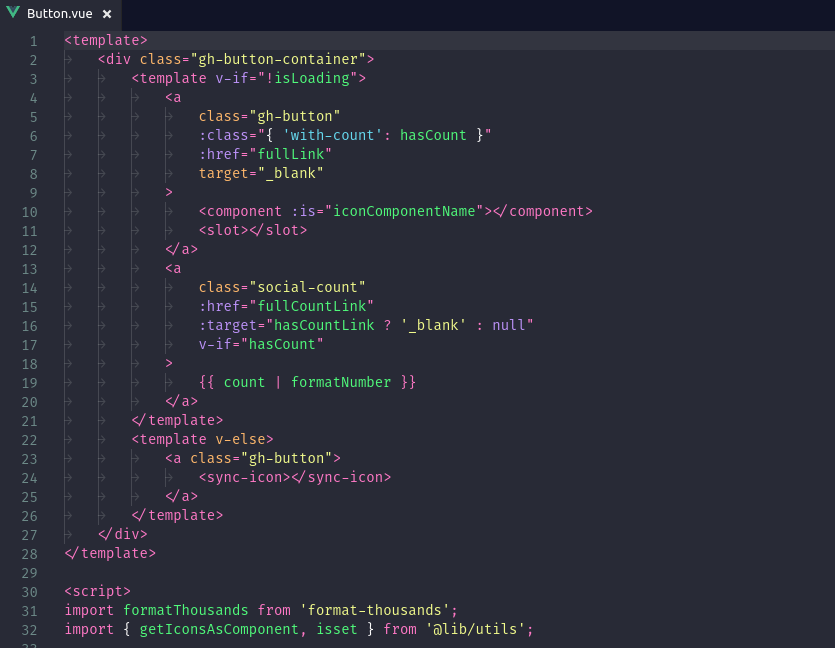 Button.vue ×
1 <template>
2 <div class="gh-button-container">
3 <template v-if="!isLoading">
4 <a
5 class="gh-button"
6 :class="{ 'with-count': hasCount }"
7 :href="fullLink"
8 target="_blank"
9 >
10 <component :is="iconComponentName"></component>
11 <slot></slot>
12 </a>
13 <a
14 class="social-count"
15 :href="fullCountLink"
16 :target="hasCountLink ? '_blank' : null"
17 v-if="hasCount"
18 >
19 {{ count | formatNumber }}
20 </a>
21 </template>
22 <template v-else>
23 <a class="gh-button">
24 <sync-icon></sync-icon>
25 </a>
26 </template>
27 </div>
28 </template>
29
30 <script>
31 import formatThousands from 'format-thousands';
32 import { getIconsAsComponent, isset } from '@lib/utils';